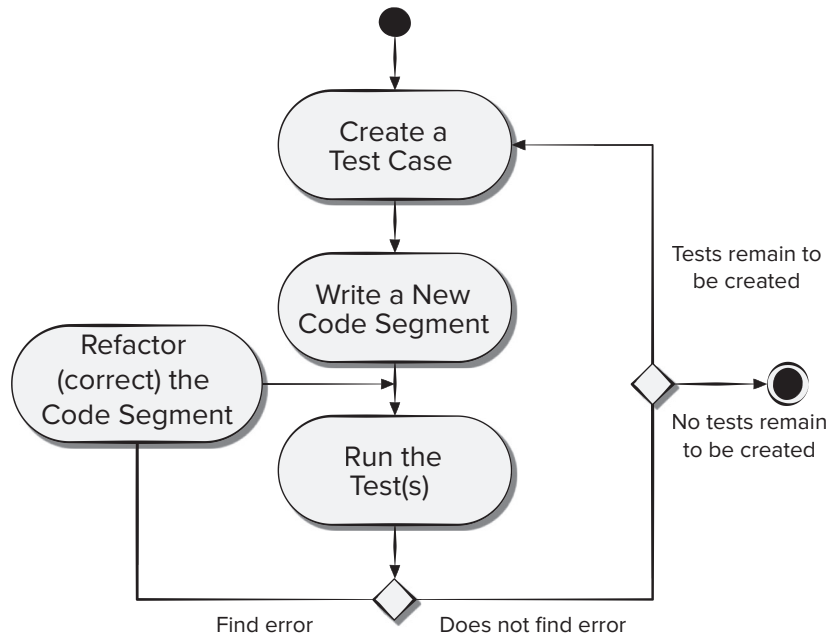 Create a
Test Case
Write a New
Code Segment
Refactor
(correct) the
Code Segment
Run the
Test(s)
Tests remain to
be created
No tests remain
to be created
Find error
Does not find error